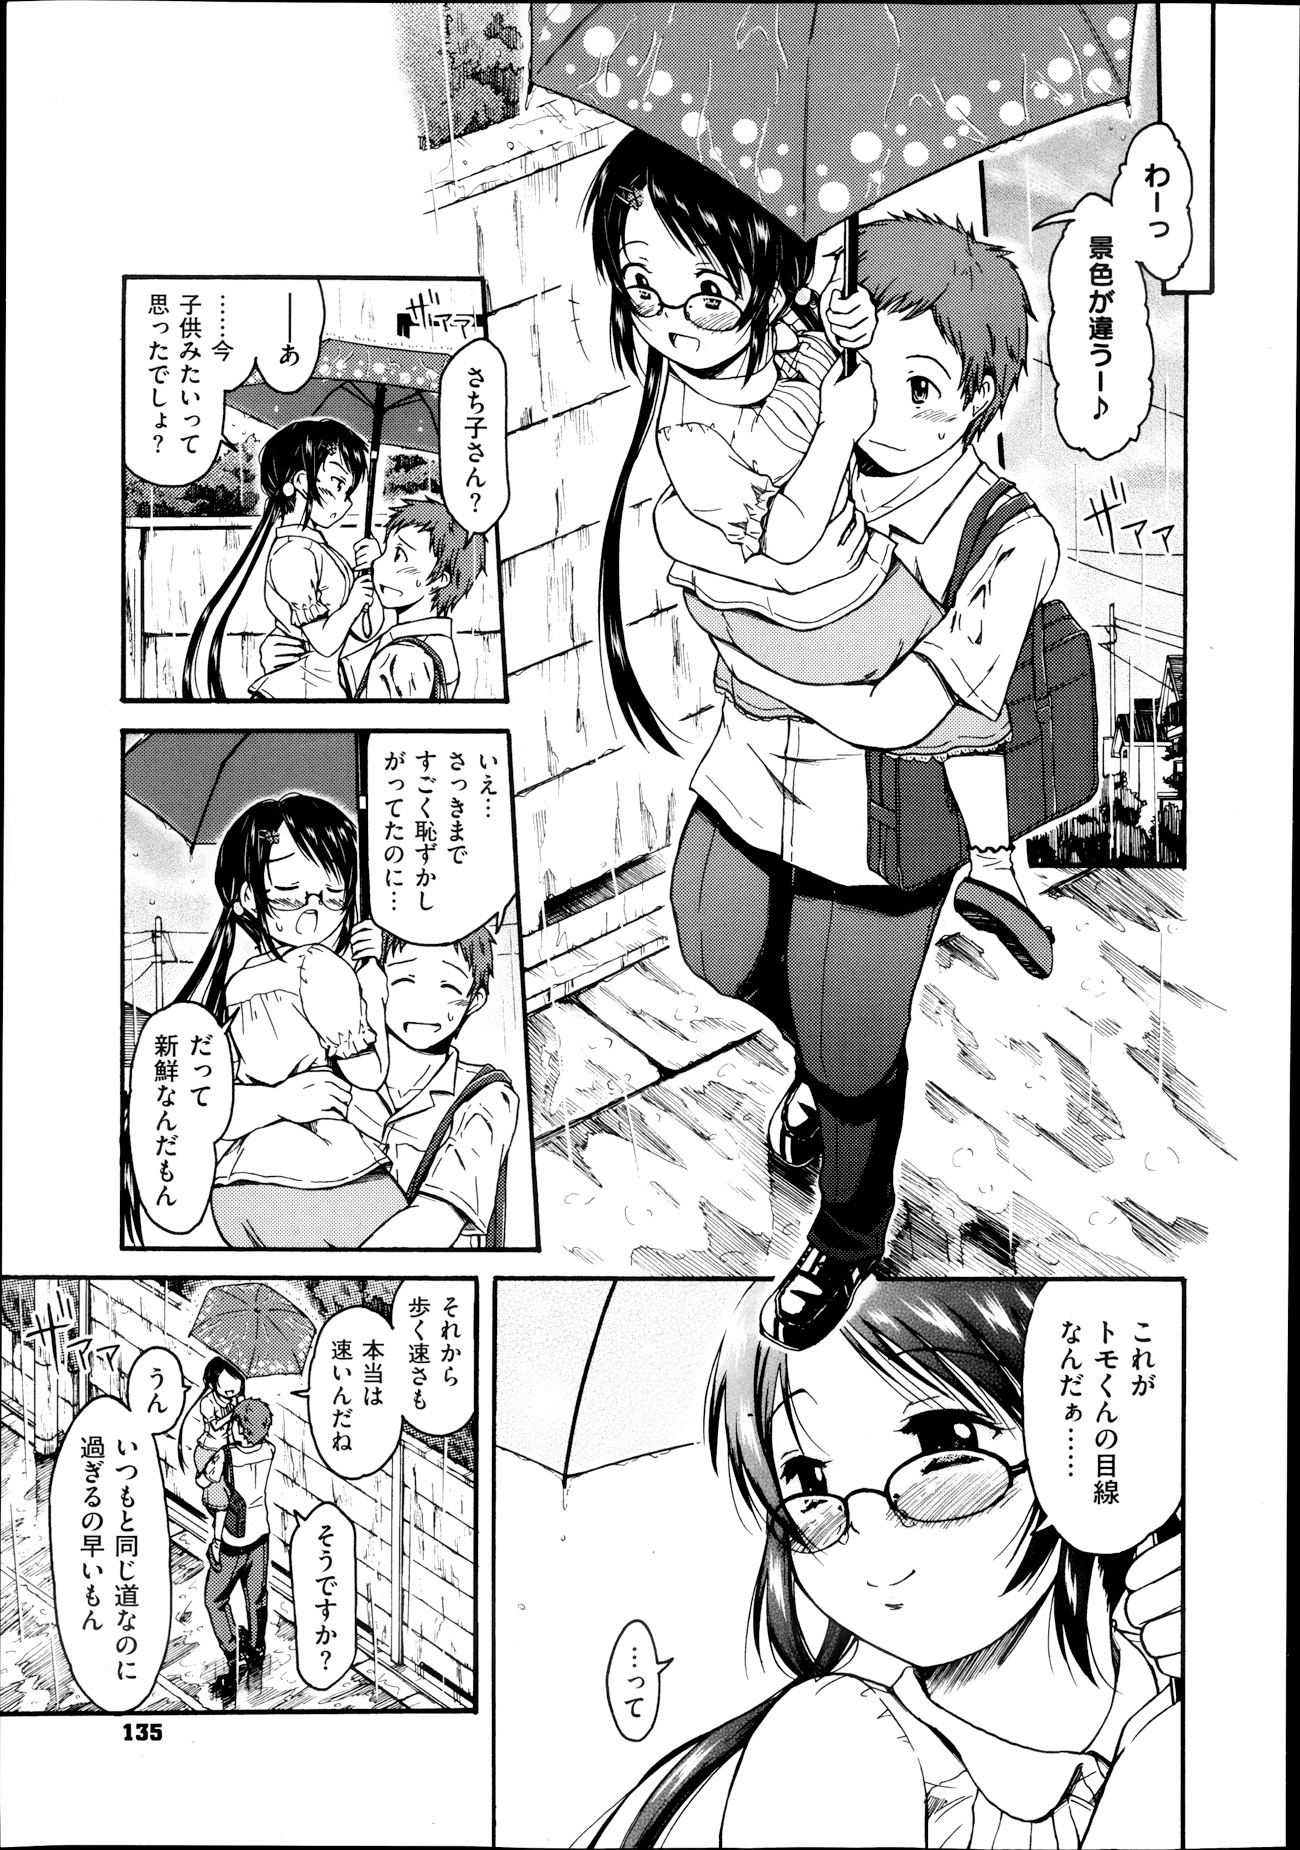 わーっ
景色が違うー♪
ザァァァ
これが
トモくんの目線
なんだぁ……
…って
ザァァァ
さち子さん？
――あ
……今
子供みたいって
思ったでしょ？
いえ…
さっきまで
すごく恥ずかし
がってたのに…
だって
新鮮なんだもん
それから
歩く速さも
本当は
速いんだね
そうですか？
ザァァァ
うん
いつもと同じ道なのに
過ぎるの早いもん
135